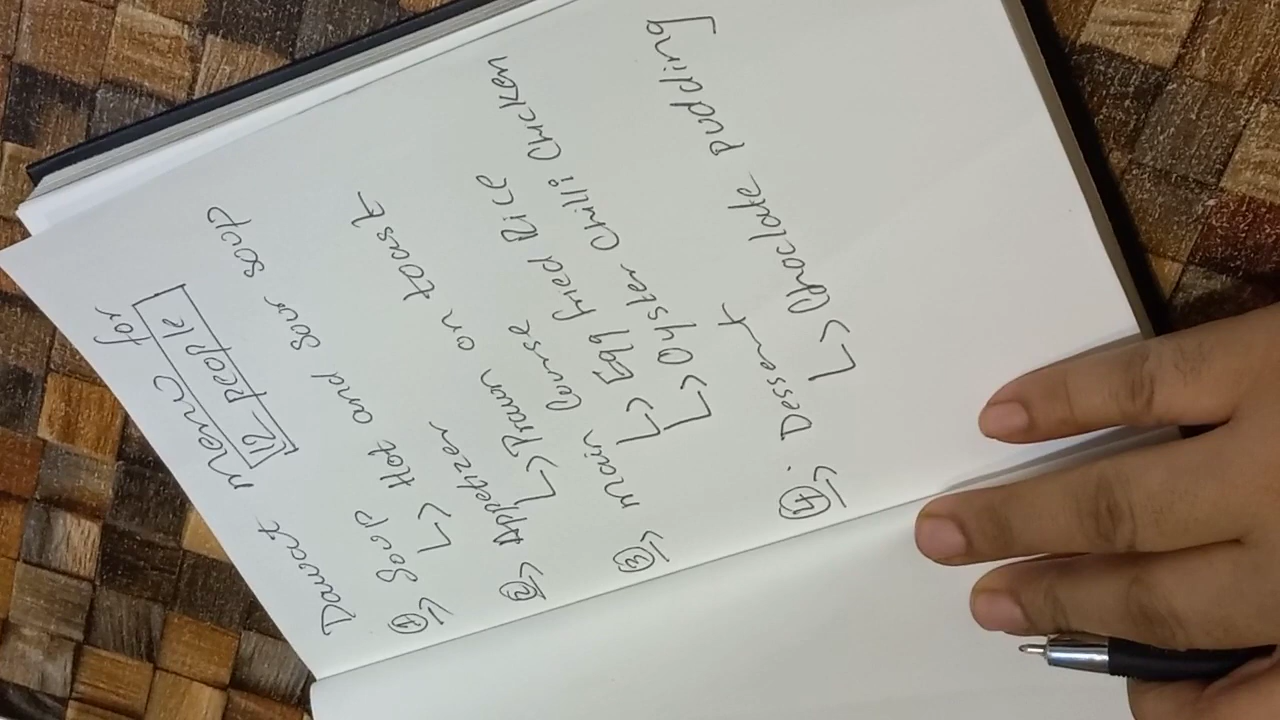 Dawat menu for
12 people
1 → Soup
↳ Hot and Sour soup
2 → Appetizer
↳ Prawn on toast
3 → main Course
↳ Egg fried Rice
↳ Oyster Chilli Chicken
4 → Dessert
↳ Choclate pudding